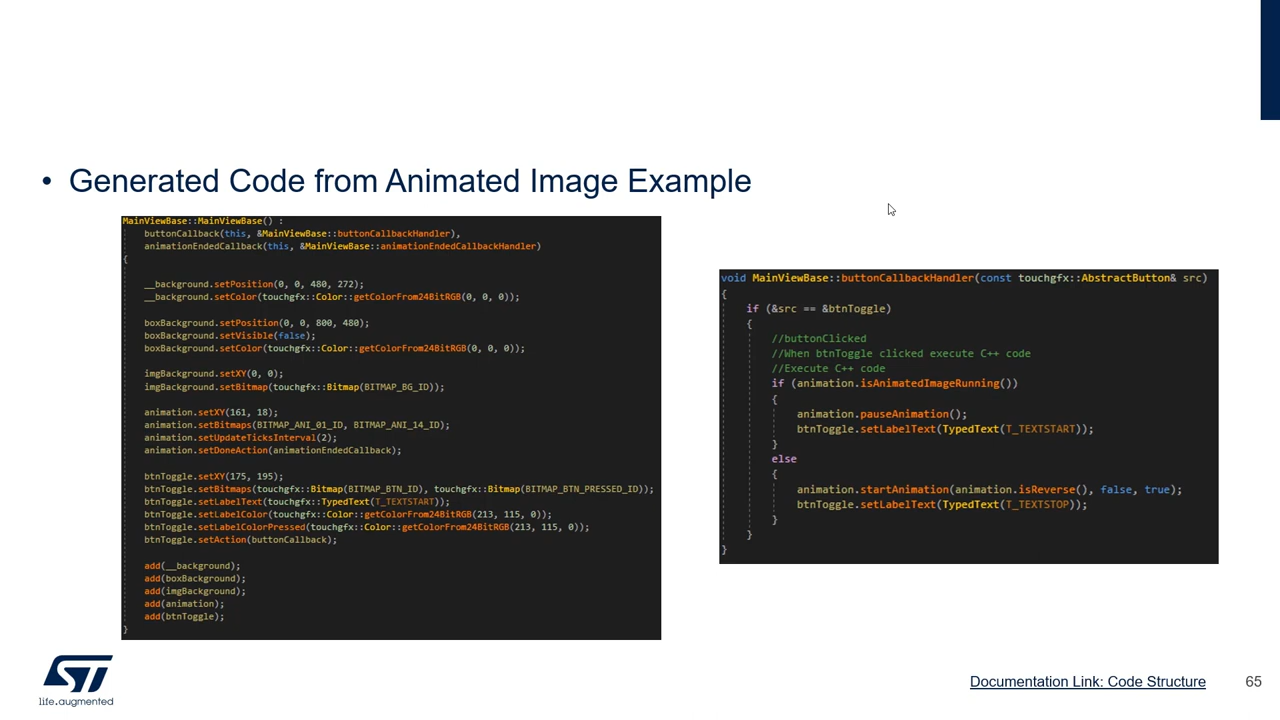 • Generated Code from Animated Image Example
MainViewBase::MainViewBase() :
buttonCallback(this, &MainViewBase::buttonCallbackHandler),
animationEndedCallback(this, &MainViewBase::animationEndedCallbackHandler)
{
__background.setPosition(0, 0, 480, 272);
__background.setColor(touchgfx::Color::getColorFrom24BitRGB(0, 0, 0));
boxBackground.setPosition(0, 0, 800, 480);
boxBackground.setVisible(false);
boxBackground.setColor(touchgfx::Color::getColorFrom24BitRGB(0, 0, 0));
imgBackground.setXY(0, 0);
imgBackground.setBitmap(touchgfx::Bitmap(BITMAP_BG_ID));
animation.setXY(161, 18);
animation.setBitmaps(BITMAP_ANI_01_ID, BITMAP_ANI_14_ID);
animation.setUpdateTicksInterval(2);
animation.setDoneAction(animationEndedCallback);
btnToggle.setXY(175, 195);
btnToggle.setBitmaps(touchgfx::Bitmap(BITMAP_BTN_ID), touchgfx::Bitmap(BITMAP_BTN_PRESSED_ID));
btnToggle.setLabelText(touchgfx::TypedText(T_TEXTSTART));
btnToggle.setLabelColor(touchgfx::Color::getColorFrom24BitRGB(213, 115, 0));
btnToggle.setLabelColorPressed(touchgfx::Color::getColorFrom24BitRGB(213, 115, 0));
btnToggle.setAction(buttonCallback);
add(__background);
add(boxBackground);
add(imgBackground);
add(animation);
add(btnToggle);
}
void MainViewBase::buttonCallbackHandler(const touchgfx::AbstractButton& src)
{
if (&src == &btnToggle)
{
//buttonClicked
//When btnToggle clicked execute C++ code
//Execute C++ code
if (animation.isAnimatedImageRunning())
{
animation.pauseAnimation();
btnToggle.setLabelText(TypedText(T_TEXTSTART));
}
else
{
animation.startAnimation(animation.isReverse(), false, true);
btnToggle.setLabelText(TypedText(T_TEXTSTOP));
}
}
}
ST
life.augmented
Documentation Link: Code Structure
65